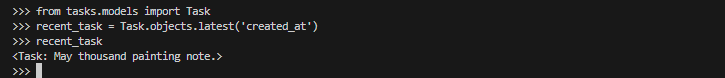 >>> from tasks.models import Task
>>> recent_task = Task.objects.latest('created_at')
>>> recent_task
<Task: May thousand painting note.>
>>>